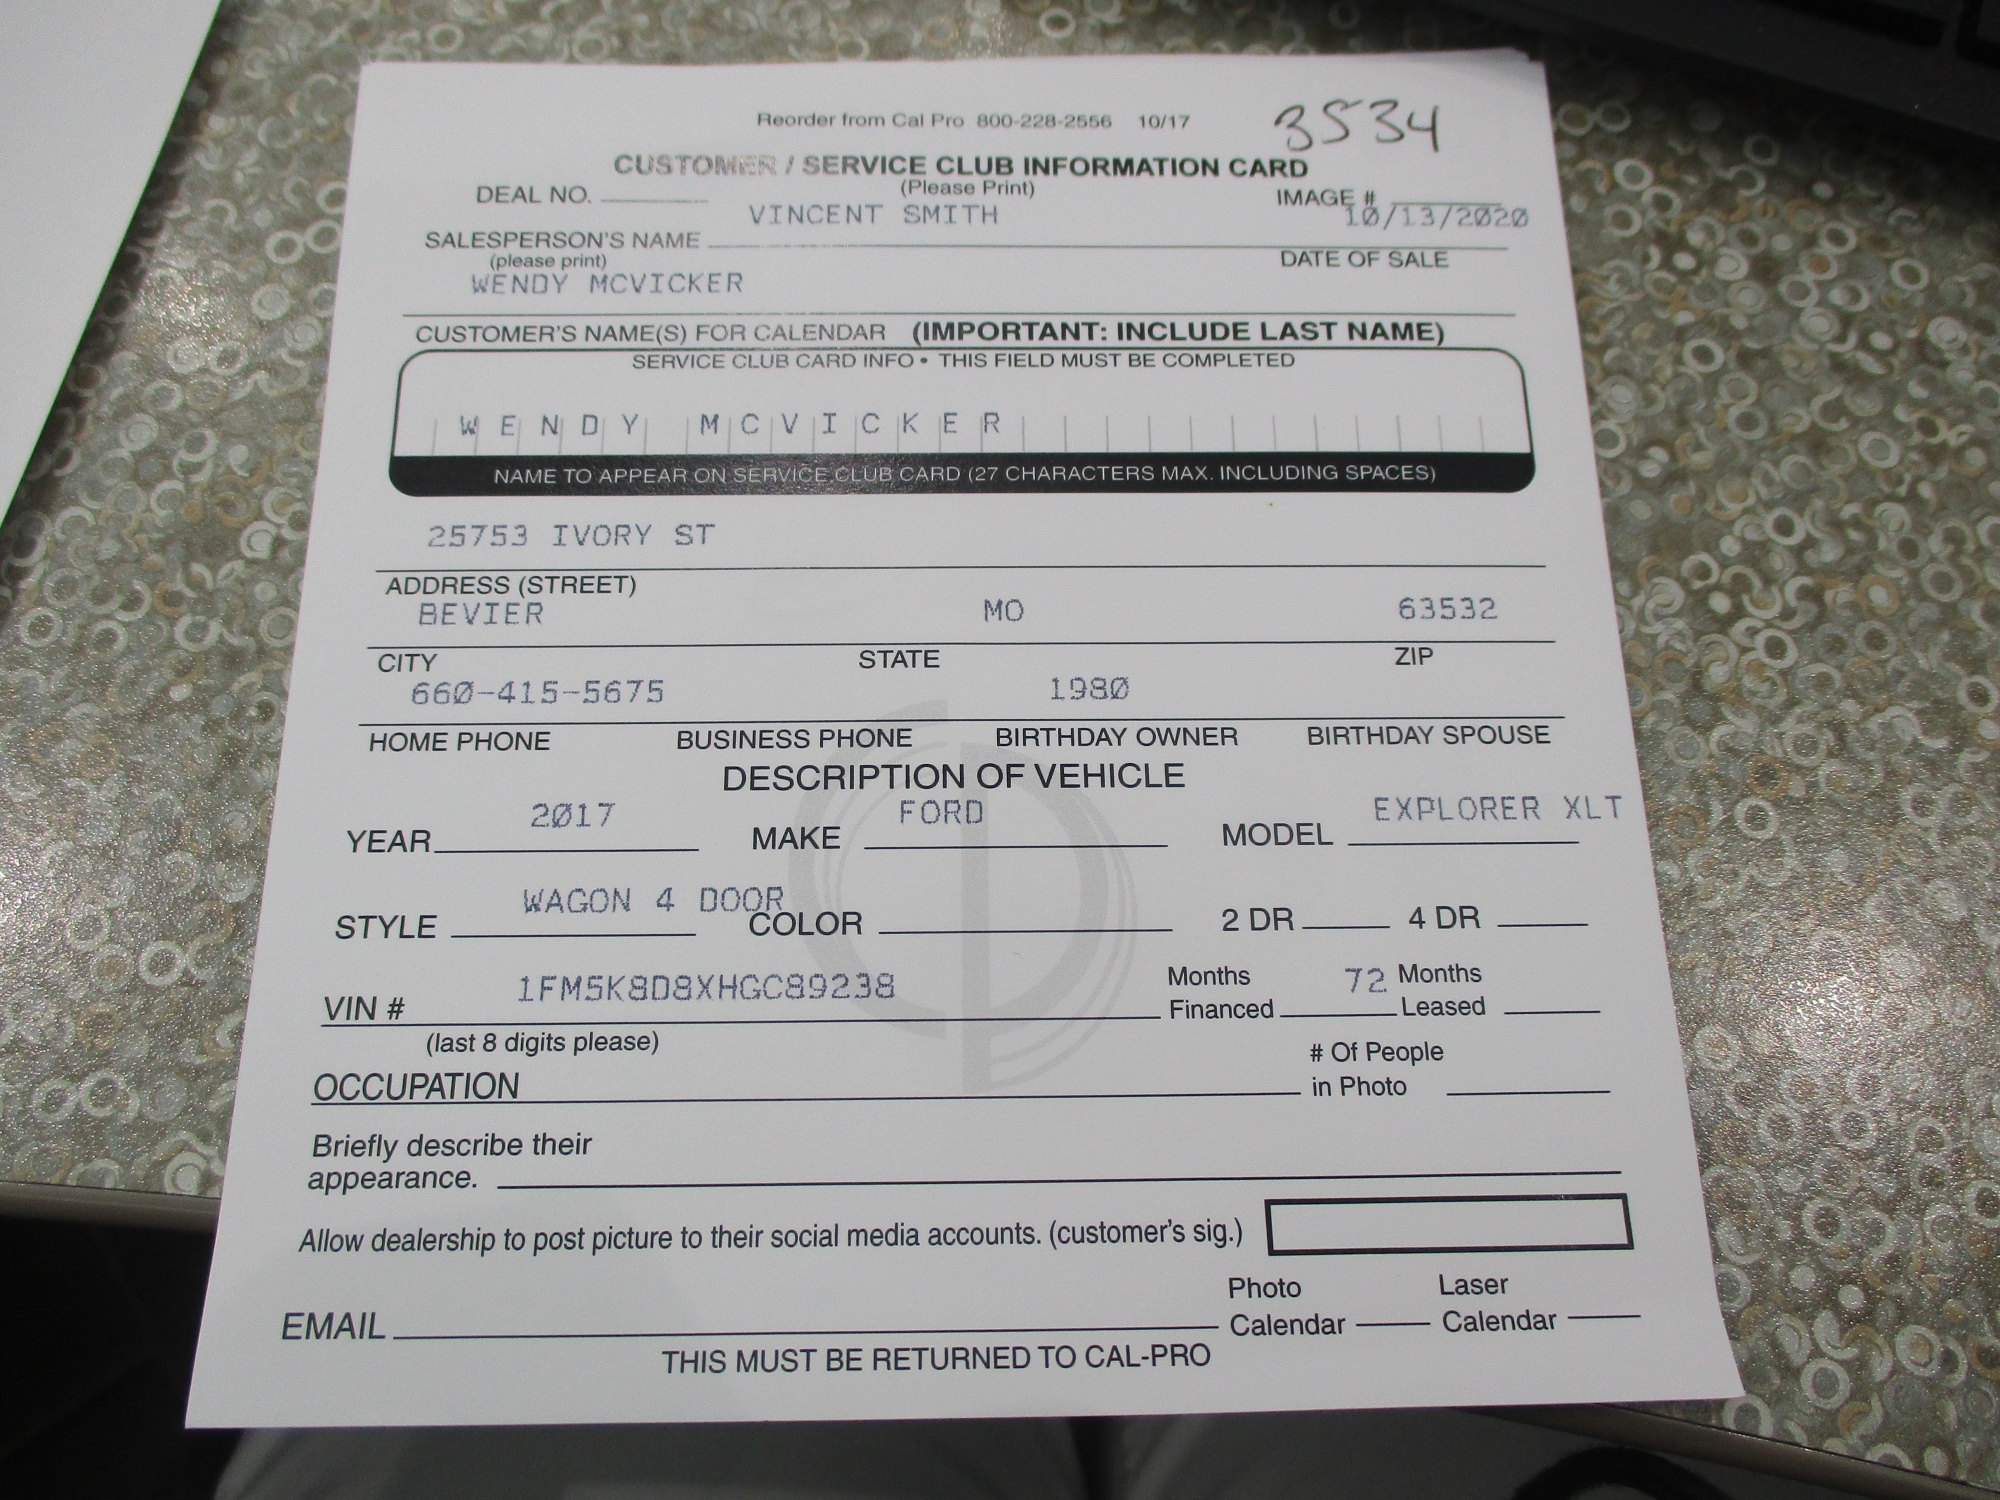 Reorder from Cal Pro 800-228-2556 10/17 3534
CUSTOMER / SERVICE CLUB INFORMATION CARD
DEAL NO. (Please Print) IMAGE #
VINCENT SMITH 10/13/2020
SALESPERSON'S NAME
(please print) DATE OF SALE
WENDY MCVICKER
CUSTOMER'S NAME(S) FOR CALENDAR (IMPORTANT: INCLUDE LAST NAME)
SERVICE CLUB CARD INFO • THIS FIELD MUST BE COMPLETED
WENDY MCVICKER
NAME TO APPEAR ON SERVICE CLUB CARD (27 CHARACTERS MAX. INCLUDING SPACES)
25753 IVORY ST
ADDRESS (STREET)
BEVIER MO 63532
CITY STATE ZIP
660-415-5675 1980
HOME PHONE BUSINESS PHONE BIRTHDAY OWNER BIRTHDAY SPOUSE
DESCRIPTION OF VEHICLE
2017 FORD EXPLORER XLT
YEAR MAKE MODEL
WAGON 4 DOOR
STYLE COLOR 2 DR 4 DR
1FM5K8D8XHGC89238 Months 72 Months
VIN # Financed Leased
(last 8 digits please) # Of People
OCCUPATION in Photo
Briefly describe their
appearance.
Allow dealership to post picture to their social media accounts. (customer's sig.)
Photo Laser
EMAIL Calendar Calendar
THIS MUST BE RETURNED TO CAL-PRO